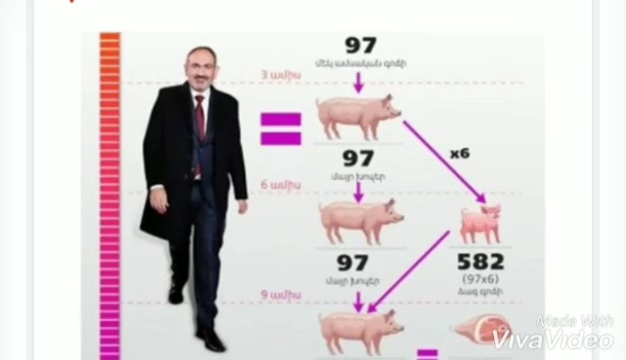 97
մեկ ամսական գոճի
3 ամիս
x6
97
մայր խոզեր
6 ամիս
97
մայր խոզեր
582
(97x6)
ձագ գոճի
9 ամիս
Made With
VivaVideo